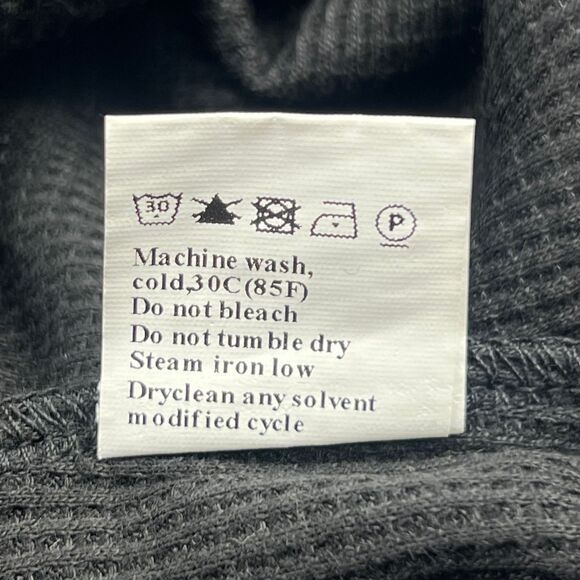 30
P
Machine wash,
cold,30C(85F)
Do not bleach
Do not tumble dry
Steam iron low
Dryclean any solvent
modified cycle